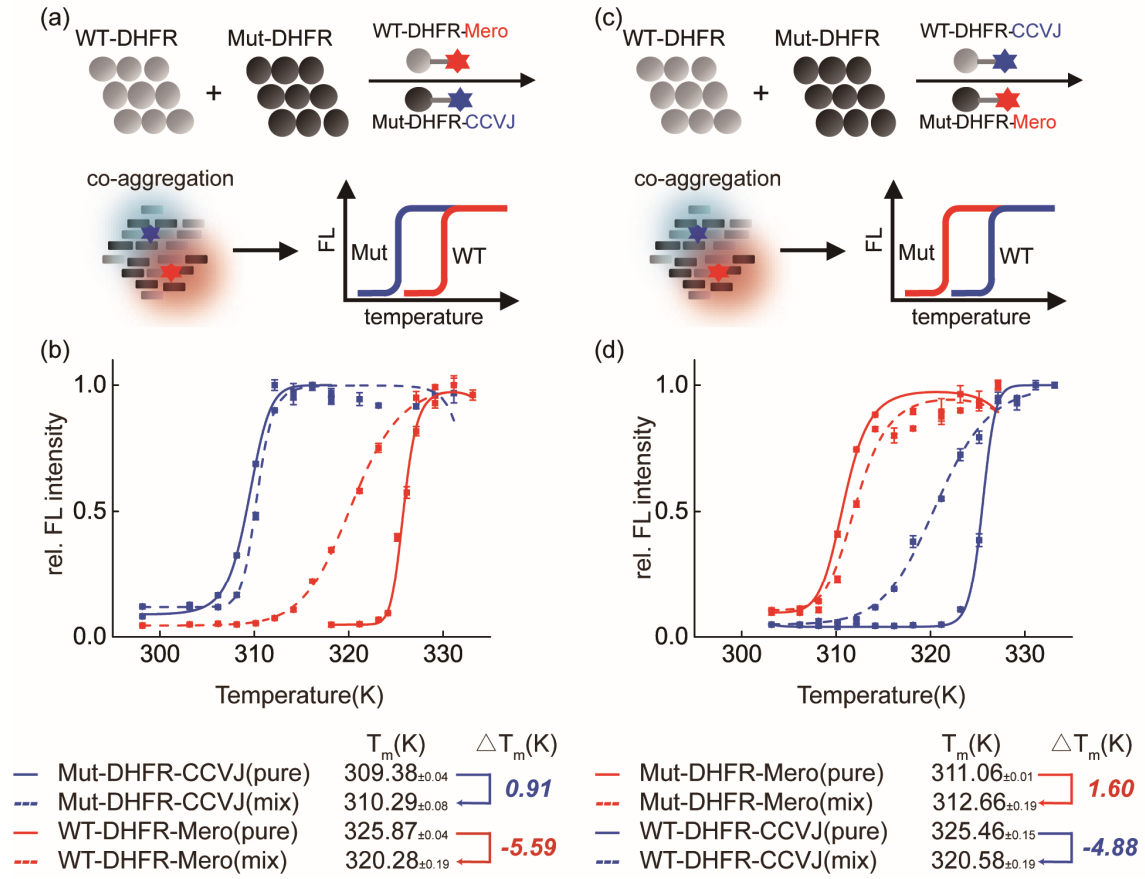 (a)
WT-DHFR
Mut-DHFR
WT-DHFR-Mero
+
Mut-DHFR-CCVJ
co-aggregation
FL
Mut
WT
temperature
(b)
rel. FL intensity
1.0
0.5
0.0
300 310 320 330
Temperature(K)
Tm(K) △Tm(K)
Mut-DHFR-CCVJ(pure) 309.38±0.04
Mut-DHFR-CCVJ(mix) 310.29±0.08
0.91
WT-DHFR-Mero(pure) 325.87±0.04
WT-DHFR-Mero(mix) 320.28±0.19
-5.59
(c)
WT-DHFR
Mut-DHFR
WT-DHFR-CCVJ
+
Mut-DHFR-Mero
co-aggregation
FL
Mut
WT
temperature
(d)
rel. FL intensity
1.0
0.5
0.0
300 310 320 330
Temperature(K)
Tm(K) △Tm(K)
Mut-DHFR-Mero(pure) 311.06±0.01
Mut-DHFR-Mero(mix) 312.66±0.19
1.60
WT-DHFR-CCVJ(pure) 325.46±0.15
WT-DHFR-CCVJ(mix) 320.58±0.19
-4.88